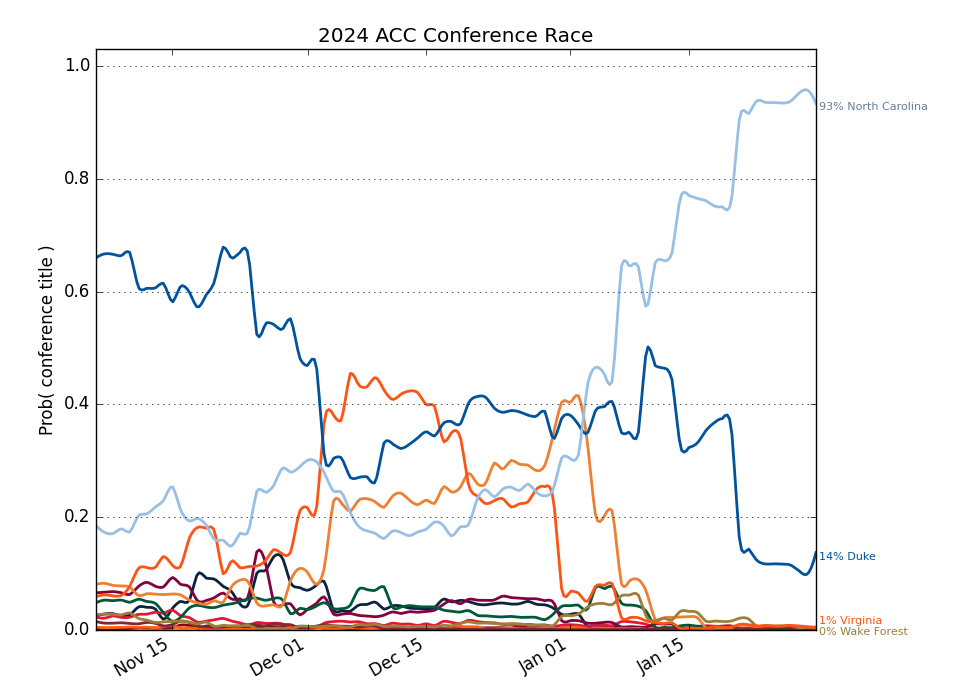 2024 ACC Conference Race
Prob( conference title )
1.0
0.8
0.6
0.4
0.2
0.0
93% North Carolina
14% Duke
1% Virginia
0% Wake Forest
Nov 15
Dec 01
Dec 15
Jan 01
Jan 15